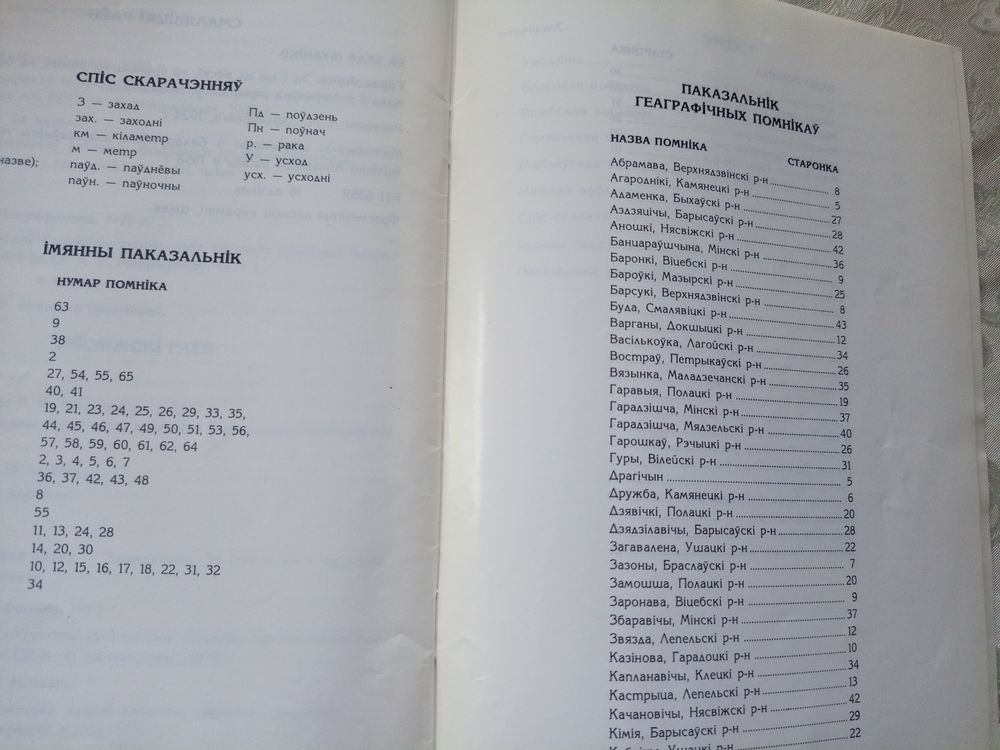 СПІС СКАРАЧЭННЯЎ
З — захад
зах. — заходні
км — кіламетр
м — метр
назве);
паўд. — паўднёвы
паўн. — паўночны
Пд — поўдзень
Пн — поўнач
р. — рака
У — усход
усх. — усходні
ІМЯННЫ ПАКАЗАЛЬНІК
НУМАР ПОМНІКА
63
9
38
2
27, 54, 55, 65
40, 41
19, 21, 23, 24, 25, 26, 29, 33, 35,
44, 45, 46, 47, 49, 50, 51, 53, 56,
57, 58, 59, 60, 61, 62, 64
2, 3, 4, 5, 6, 7
36, 37, 42, 43, 48
8
55
11, 13, 24, 28
14, 20, 30
10, 12, 15, 16, 17, 18, 22, 31, 32
34
ПАКАЗАЛЬНІК
ГЕАГРАФІЧНЫХ ПОМНІКАЎ
НАЗВА ПОМНІКА СТАРОНКА
Абрамава, Верхнядзвінскі р-н 8
Агароднікі, Камянецкі р-н 5
Адаменка, Быхаўскі р-н 27
Аздзяцічы, Барысаўскі р-н 28
Аношкі, Нясвіжскі р-н 42
Банцараўшчына, Мінскі р-н 36
Баронкі, Віцебскі р-н 9
Бароўкі, Мазырскі р-н 25
Барсукі, Верхнядзвінскі р-н 8
Буда, Смалявіцкі р-н 43
Варганы, Докшыцкі р-н 12
Васількоўка, Лагойскі р-н 34
Востраў, Петрыкаўскі р-н 26
Вязынка, Маладзечанскі р-н 35
Гаравыя, Полацкі р-н 19
Гарадзішча, Мінскі р-н 37
Гарадзішча, Мядзельскі р-н 40
Гарошкаў, Рэчыцкі р-н 26
Гуры, Вілейскі р-н 31
Драгічын 5
Дружба, Камянецкі р-н 6
Дзявічкі, Полацкі р-н 20
Дзядзілавічы, Барысаўскі р-н 28
Загавалена, Ушацкі р-н 22
Зазоны, Браслаўскі р-н 7
Замошша, Полацкі р-н 20
Заронава, Віцебскі р-н 9
Збаравічы, Мінскі р-н 37
Звязда, Лепельскі р-н 12
Казінова, Гарадоцкі р-н 10
Капланавічы, Клецкі р-н 34
Кастрыца, Лепельскі р-н 13
Качановічы, Нясвіжскі р-н 42
Кімія, Барысаўскі р-н 29
Ушацкі р-н 22